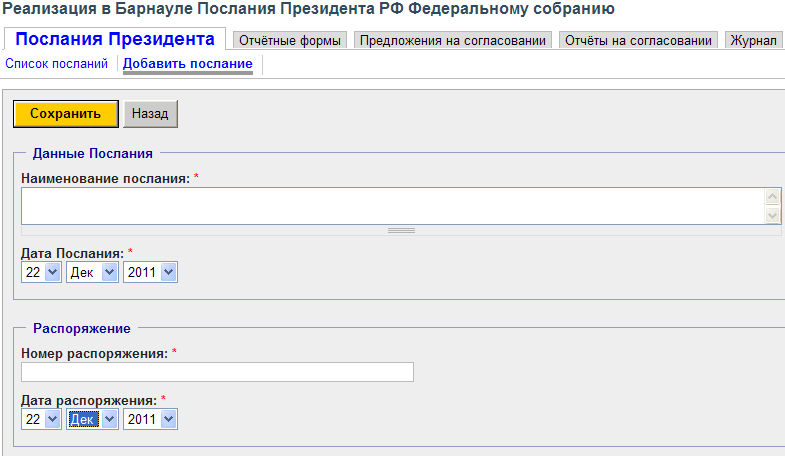 Реализация в Барнауле Послания Президента РФ Федеральному собранию
Послания Президента Отчётные формы Предложения на согласовании Отчёты на согласовании Журнал
Список посланий Добавить послание
Сохранить Назад
Данные Послания
Наименование послания: *
Дата Послания: *
22 Дек 2011
Распоряжение
Номер распоряжения: *
Дата распоряжения: *
22 Дек 2011